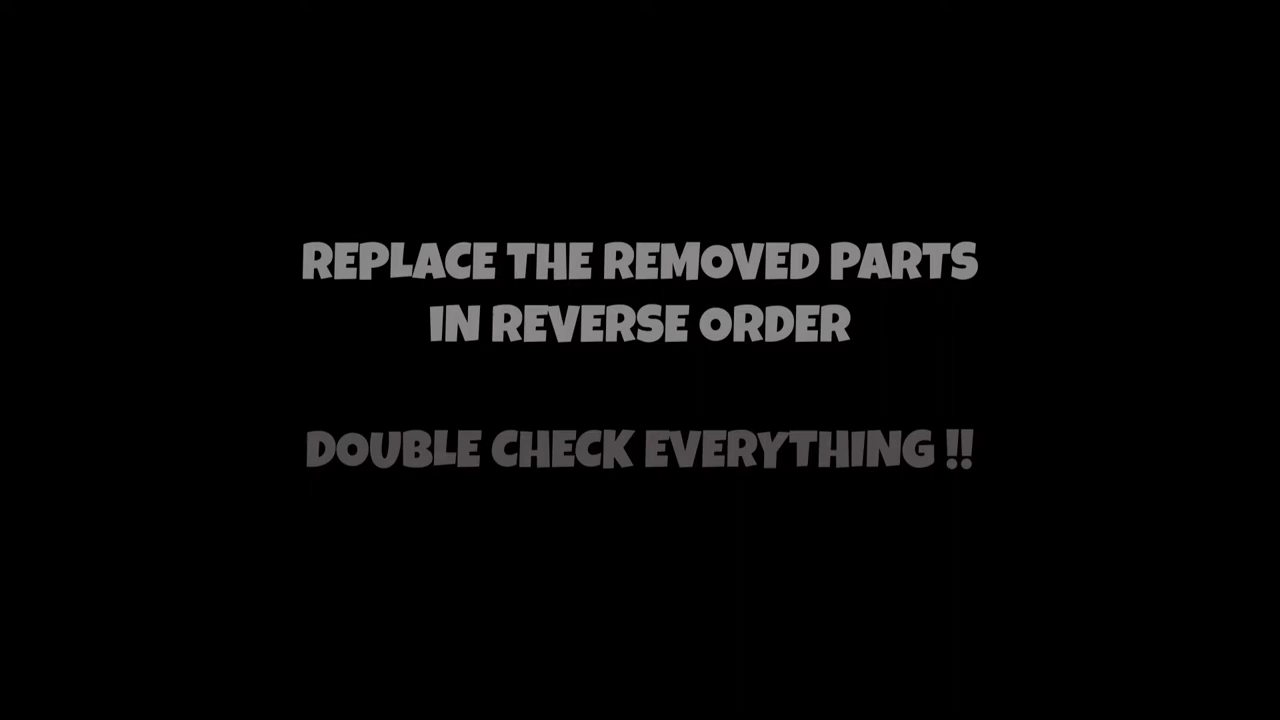 REPLACE THE REMOVED PARTS
IN REVERSE ORDER
DOUBLE CHECK EVERYTHING !!